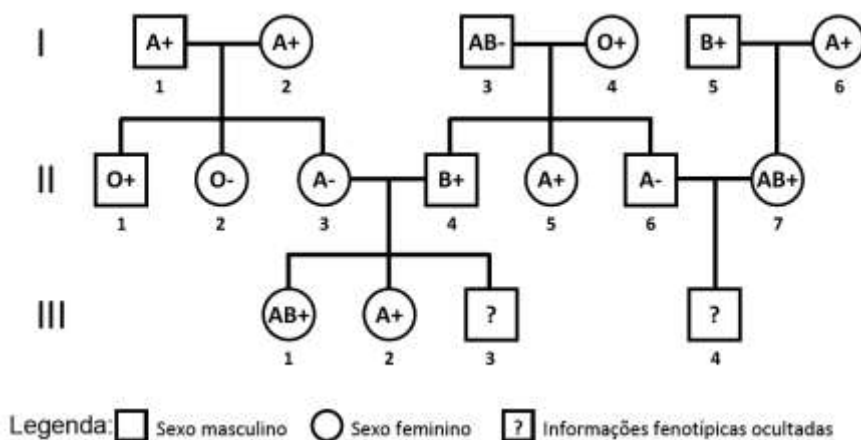 I A+ A+ AB- O+ B+ A+
1 2 3 4 5 6
II O+ O- A- B+ A+ A- AB+
1 2 3 4 5 6 7
III AB+ A+ ? ?
1 2 3 4
Legenda: Sexo masculino Sexo feminino ? Informações fenotípicas ocultadas